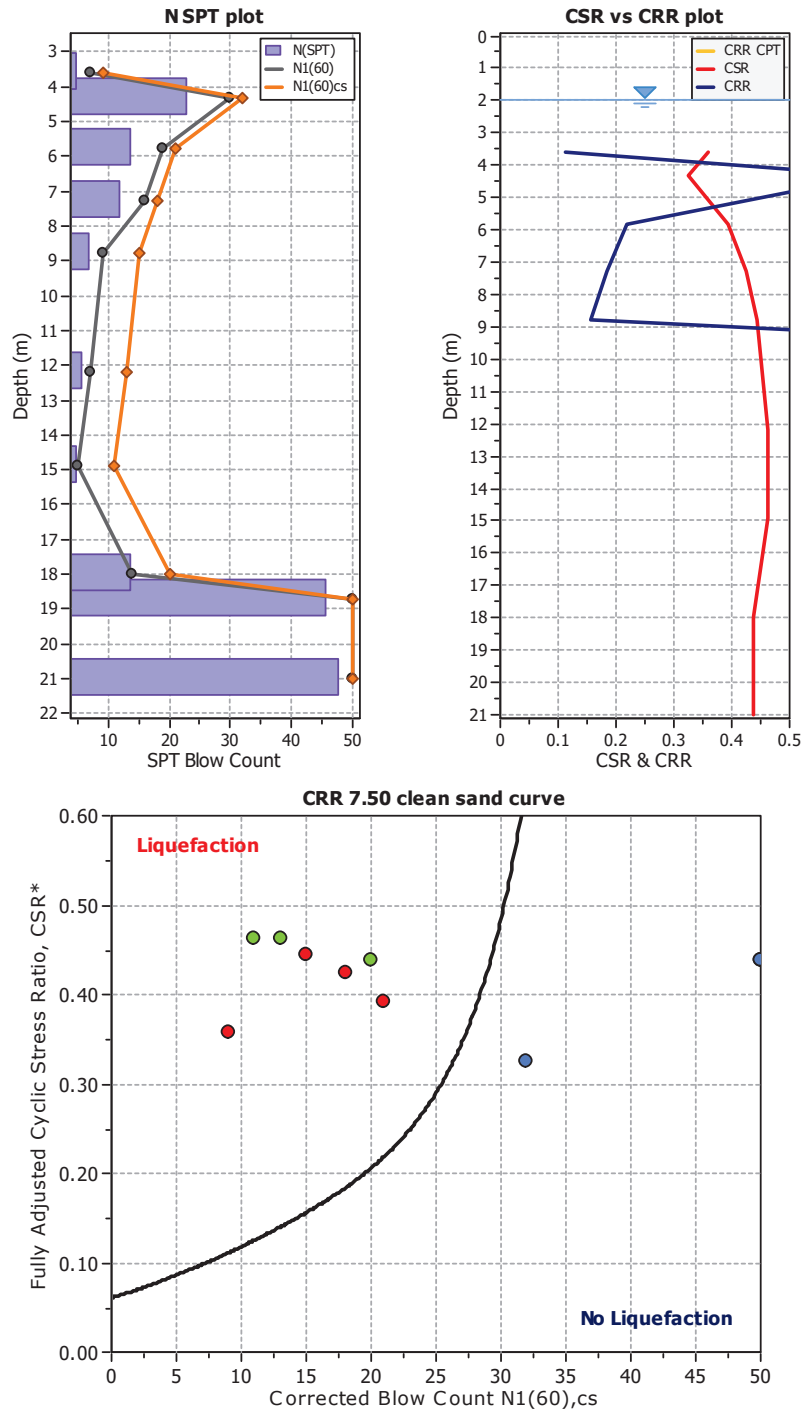 N SPT plot
N(SPT)
N1(60)
N1(60)cs
3
4
5
6
7
8
9
10
11
12
13
14
15
16
17
18
19
20
21
22
Depth (m)
10 20 30 40 50
SPT Blow Count
CSR vs CRR plot
CRR CPT
CSR
CRR
0
1
2
3
4
5
6
7
8
9
10
11
12
13
14
15
16
17
18
19
20
21
Depth (m)
0 0.1 0.2 0.3 0.4 0.5
CSR & CRR
CRR 7.50 clean sand curve
Liquefaction
No Liquefaction
0.60
0.50
0.40
0.30
0.20
0.10
0.00
Fully Adjusted Cyclic Stress Ratio, CSR*
0 5 10 15 20 25 30 35 40 45 50
Corrected Blow Count N1(60),cs